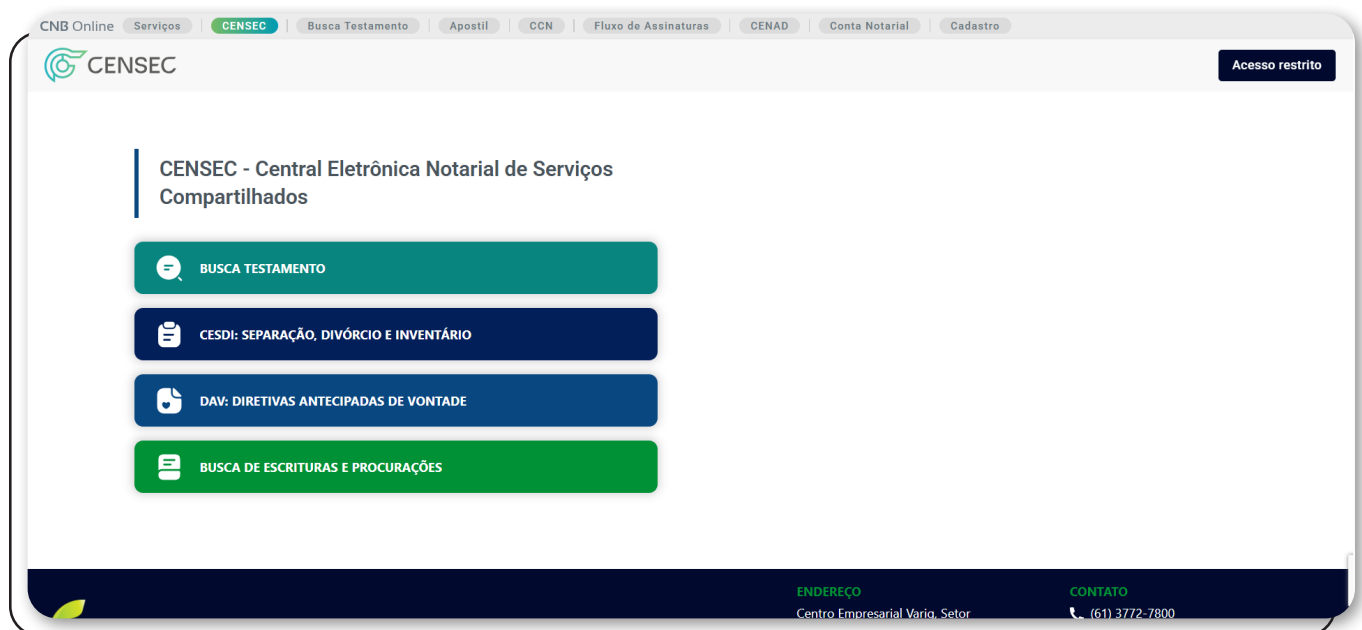 CNB Online Serviços CENSEC Busca Testamento Apostil CCN Fluxo de Assinaturas CENAD Conta Notarial Cadastro
CENSEC
Acesso restrito
CENSEC - Central Eletrônica Notarial de Serviços
Compartilhados
BUSCA TESTAMENTO
CESDI: SEPARAÇÃO, DIVÓRCIO E INVENTÁRIO
DAV: DIRETIVAS ANTECIPADAS DE VONTADE
BUSCA DE ESCRITURAS E PROCURAÇÕES
ENDEREÇO
Centro Empresarial Varig, Setor
CONTATO
(61) 3772-7800